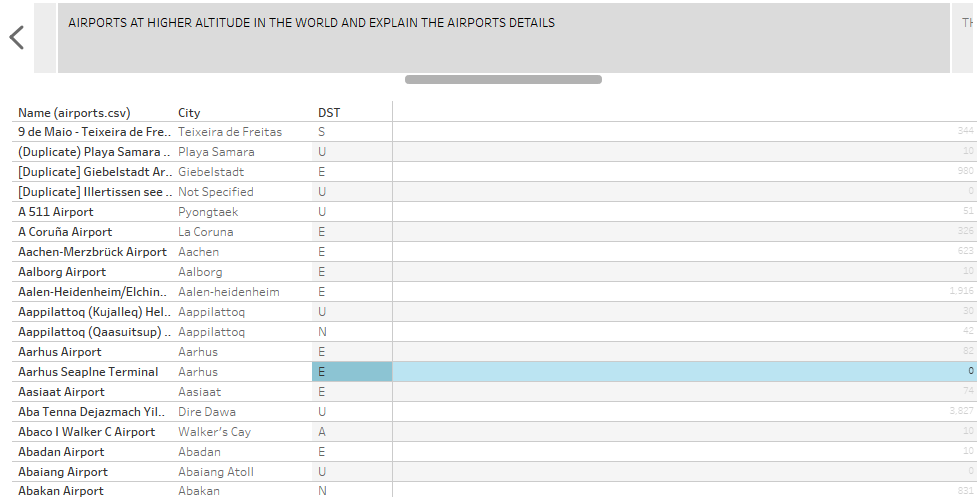 AIRPORTS AT HIGHER ALTITUDE IN THE WORLD AND EXPLAIN THE AIRPORTS DETAILS TH
Name (airports.csv) City DST
9 de Maio - Teixeira de Fre.. Teixeira de Freitas S 344
(Duplicate) Playa Samara .. Playa Samara U 10
[Duplicate] Giebelstadt Ar.. Giebelstadt E 980
[Duplicate] Illertissen see .. Not Specified U 0
A 511 Airport Pyongtaek U 51
A Coruña Airport La Coruna E 326
Aachen-Merzbrück Airport Aachen E 623
Aalborg Airport Aalborg E 10
Aalen-Heidenheim/Elchin.. Aalen-heidenheim E 1,916
Aappilattoq (Kujalleq) Hel.. Aappilattoq U 30
Aappilattoq (Qaasuitsup) .. Aappilattoq N 42
Aarhus Airport Aarhus E 82
Aarhus Seaplne Terminal Aarhus E 0
Aasiaat Airport Aasiaat E 74
Aba Tenna Dejazmach Yil.. Dire Dawa U 3,827
Abaco I Walker C Airport Walker's Cay A 10
Abadan Airport Abadan E 10
Abaiang Airport Abaiang Atoll U 0
Abakan Airport Abakan N 831